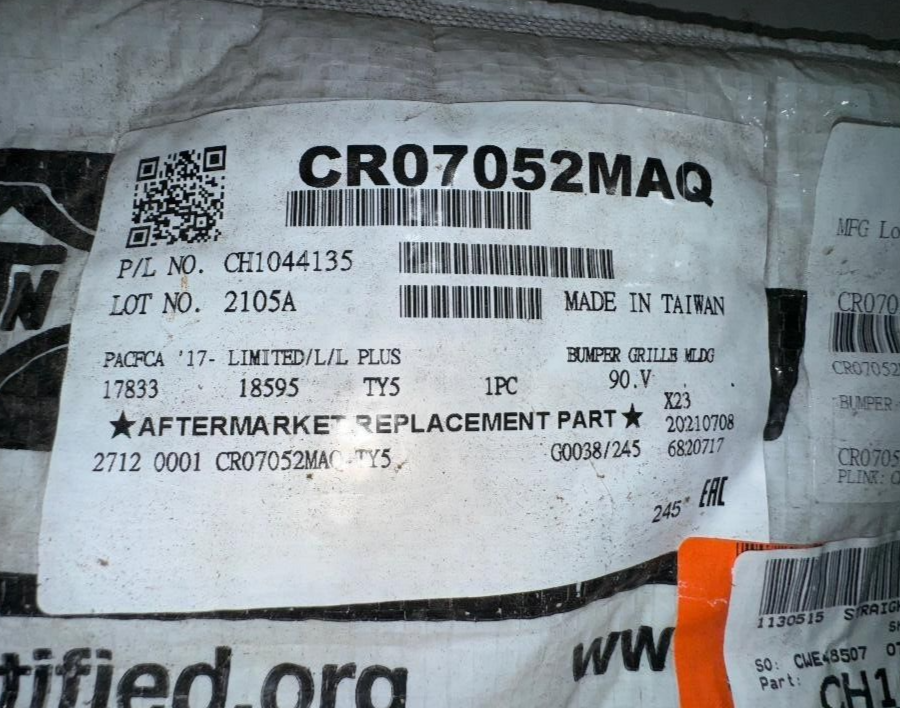 CR07052MAQ
P/L NO. CH1044135
LOT NO. 2105A MADE IN TAIWAN
PACFCA '17- LIMITED/L/L PLUS BUMPER GRILLE MLDG
17833 18595 TY5 1PC 90.V
X23
★AFTERMARKET REPLACEMENT PART★ 20210708
2712 0001 CR07052MAQ TY5 G0038/245 6820717
245" EAC
MFG Lo
CR070
CR07052
BUMPER
CR0705
PLINK: C
1130515 STRAIG
SO: CWE48507 07
Part: CH1
tified.org
ww